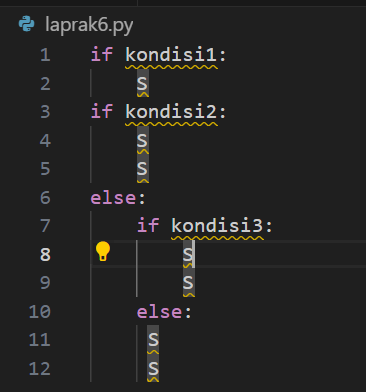 laprak6.py
1 if kondisi1:
2     S
3 if kondisi2:
4     S
5     S
6 else:
7     if kondisi3:
8         S
9         S
10     else:
11      S
12      S